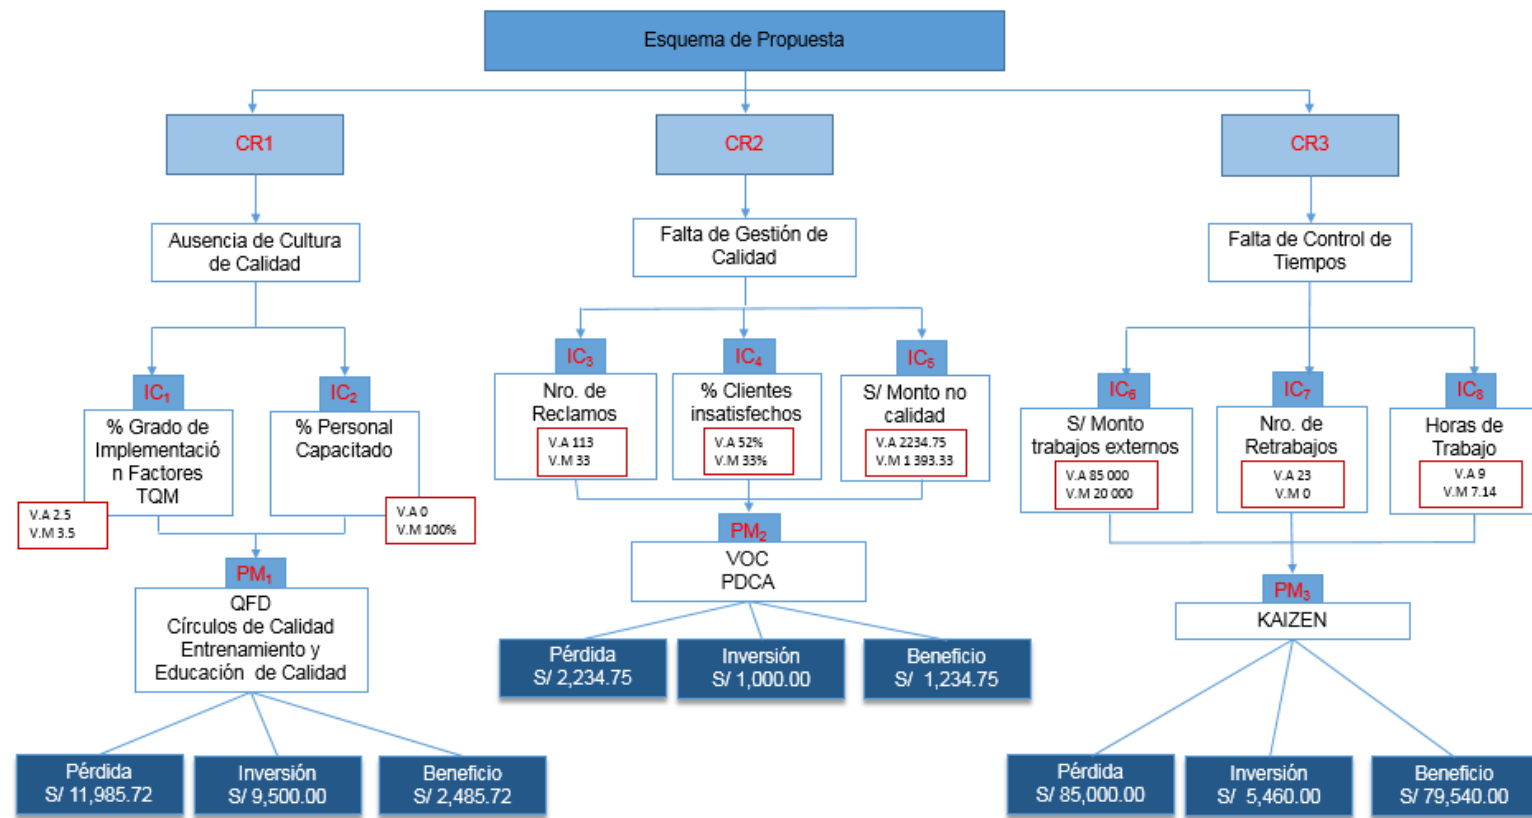 Esquema de Propuesta
CR1
CR2
CR3
Ausencia de Cultura
de Calidad
Falta de Gestión de
Calidad
Falta de Control de
Tiempos
IC₁
% Grado de
Implementació
n Factores
TQM
V.A 2.5
V.M 3.5
IC₂
% Personal
Capacitado
V.A 0
V.M 100%
IC₃
Nro. de
Reclamos
V.A 113
V.M 33
IC₄
% Clientes
insatisfechos
V.A 52%
V.M 33%
IC₅
S/ Monto no
calidad
V.A 2234.75
V.M 1 393.33
IC₆
S/ Monto
trabajos externos
V.A 85 000
V.M 20 000
IC₇
Nro. de
Retrabajos
V.A 23
V.M 0
IC₈
Horas de
Trabajo
V.A 9
V.M 7.14
PM₁
QFD
Círculos de Calidad
Entrenamiento y
Educación de Calidad
PM₂
VOC
PDCA
PM₃
KAIZEN
Pérdida
S/ 11,985.72
Inversión
S/ 9,500.00
Beneficio
S/ 2,485.72
Pérdida
S/ 2,234.75
Inversión
S/ 1,000.00
Beneficio
S/ 1,234.75
Pérdida
S/ 85,000.00
Inversión
S/ 5,460.00
Beneficio
S/ 79,540.00